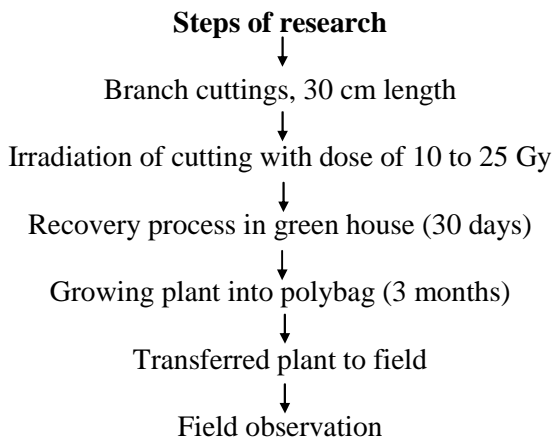 Steps of research
Branch cuttings, 30 cm length
Irradiation of cutting with dose of 10 to 25 Gy
Recovery process in green house (30 days)
Growing plant into polybag (3 months)
Transferred plant to field
Field observation